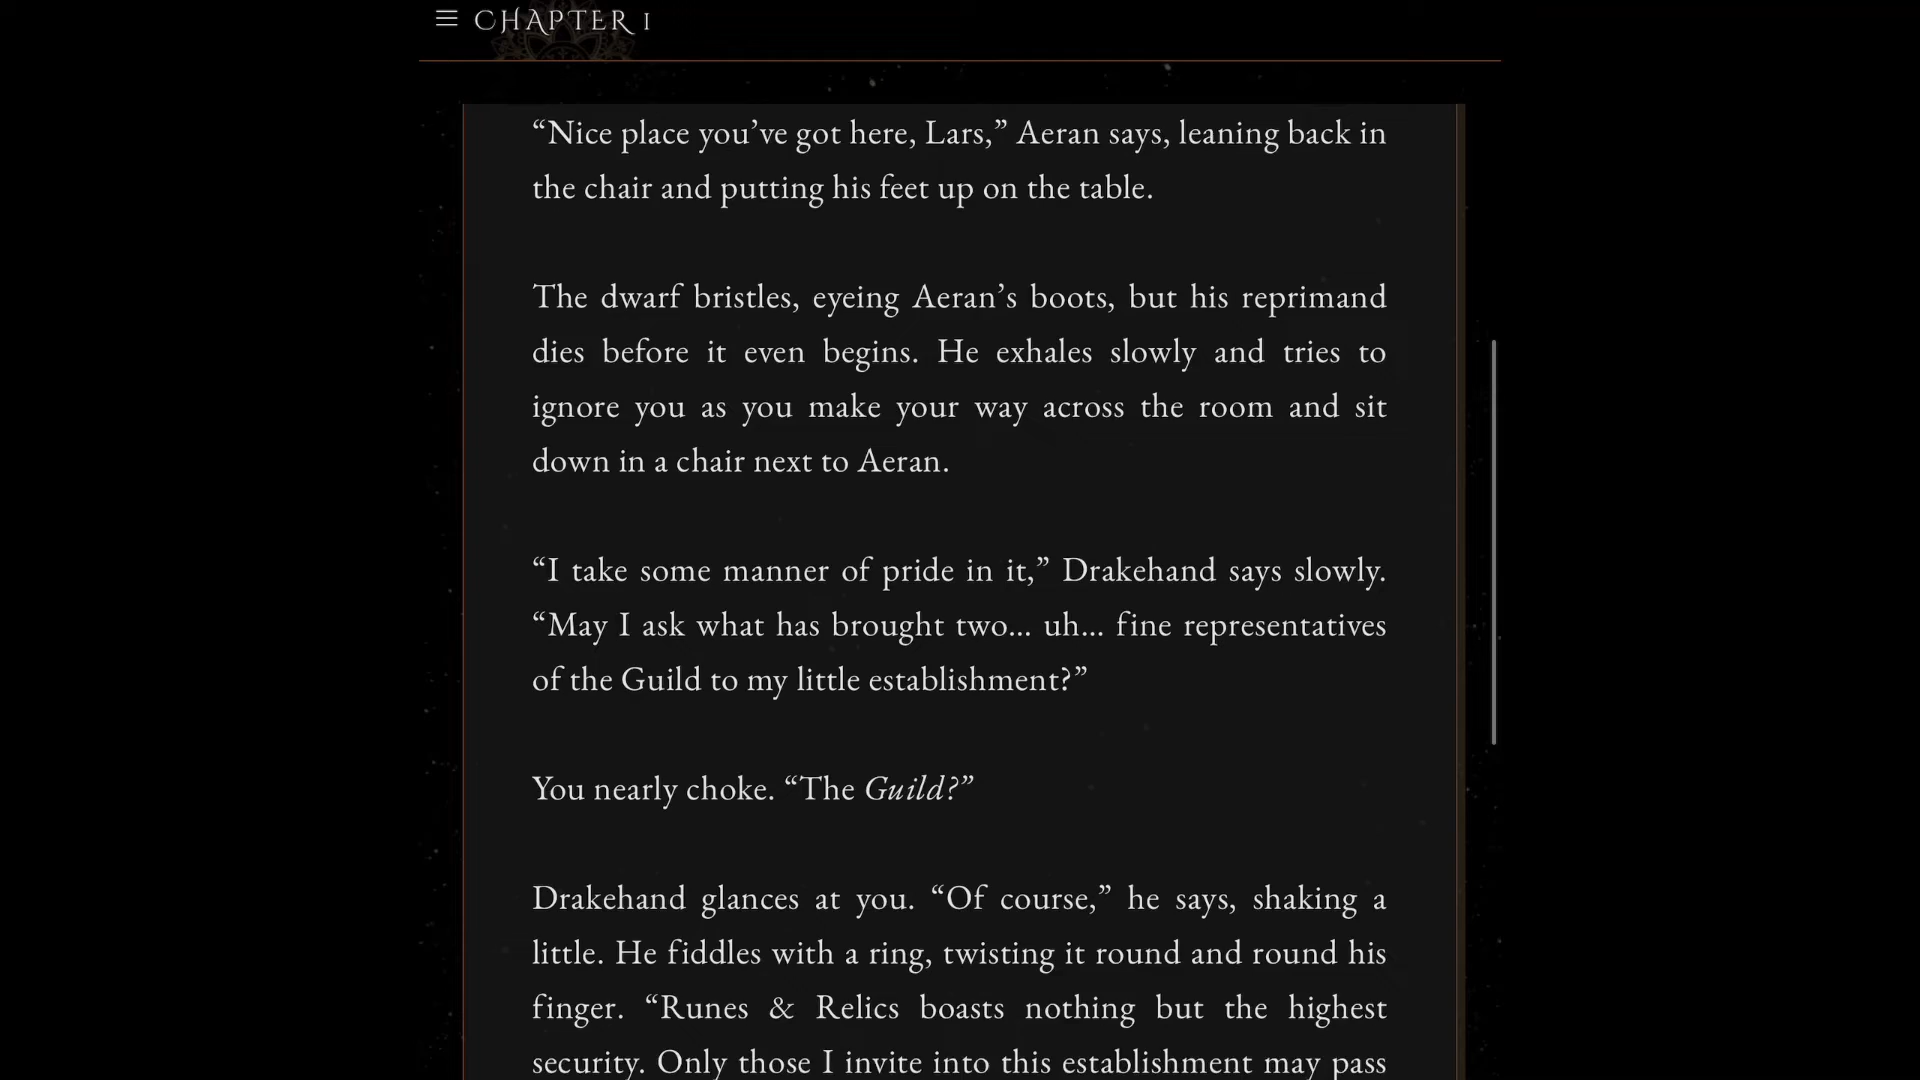 CHAPTER I
“Nice place you’ve got here, Lars,” Aeran says, leaning back in
the chair and putting his feet up on the table.
The dwarf bristles, eyeing Aeran’s boots, but his reprimand
dies before it even begins. He exhales slowly and tries to
ignore you as you make your way across the room and sit
down in a chair next to Aeran.
“I take some manner of pride in it,” Drakehand says slowly.
“May I ask what has brought two... uh... fine representatives
of the Guild to my little establishment?”
You nearly choke. “The Guild?”
Drakehand glances at you. “Of course,” he says, shaking a
little. He fiddles with a ring, twisting it round and round his
finger. “Runes & Relics boasts nothing but the highest
security. Only those I invite into this establishment may pass